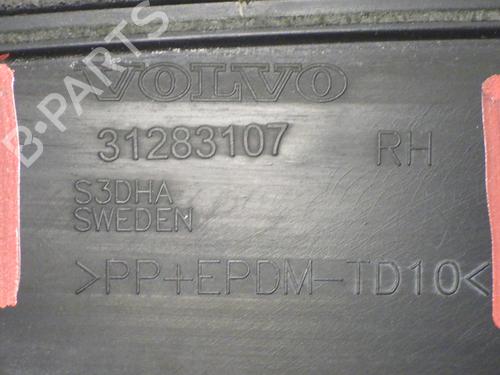 B-PARTS
VOLVO
31283107 RH
S3DHA
SWEDEN
>PP+EPDM-TD10<